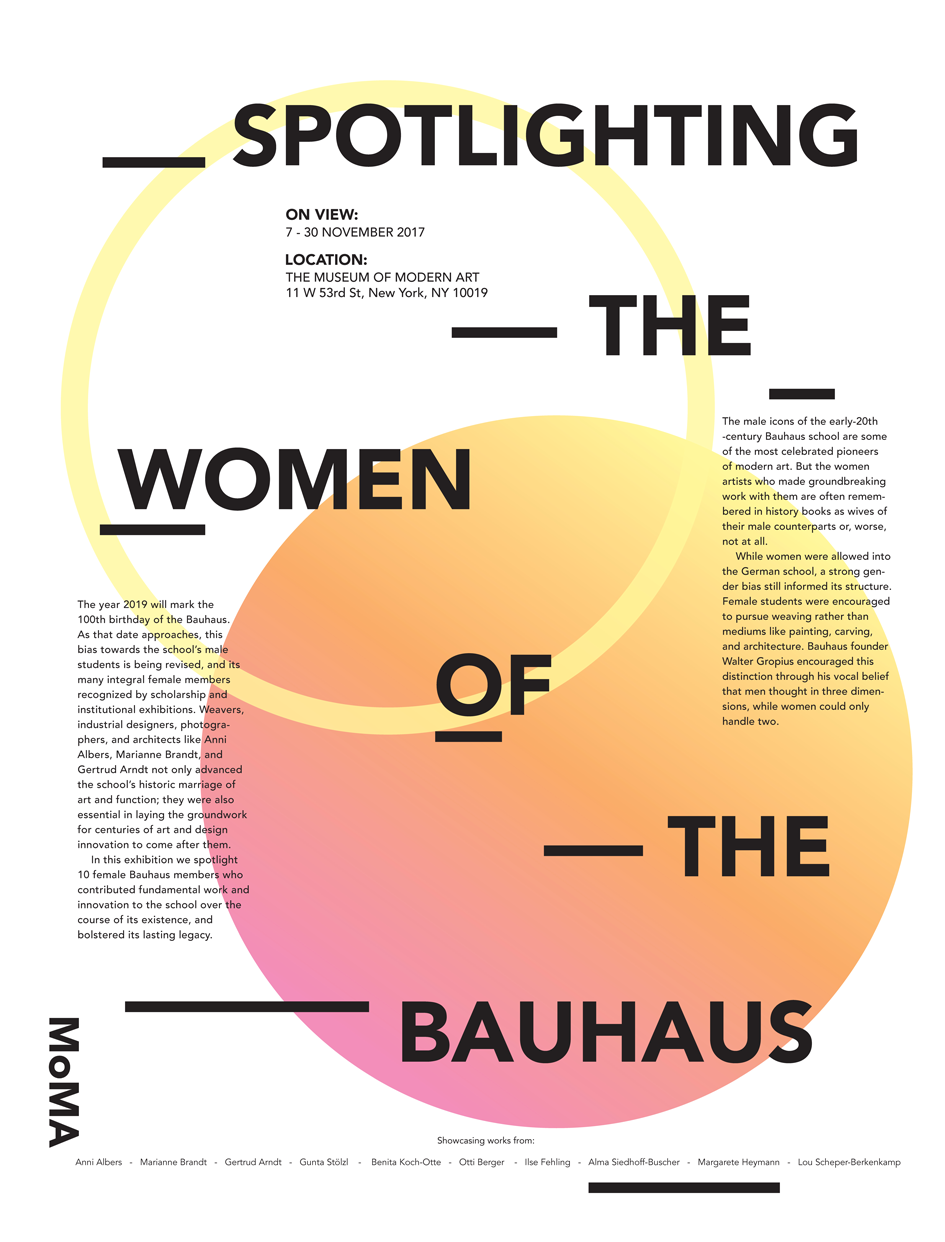 SPOTLIGHTING
ON VIEW:
7 - 30 NOVEMBER 2017
LOCATION:
THE MUSEUM OF MODERN ART
11 W 53rd St, New York, NY 10019
THE
WOMEN
OF
THE
BAUHAUS
The male icons of the early-20th
-century Bauhaus school are some
of the most celebrated pioneers
of modern art. But the women
artists who made groundbreaking
work with them are often remem-
bered in history books as wives of
their male counterparts or, worse,
not at all.
While women were allowed into
the German school, a strong gen-
der bias still informed its structure.
Female students were encouraged
to pursue weaving rather than
mediums like painting, carving,
and architecture. Bauhaus founder
Walter Gropius encouraged this
distinction through his vocal belief
that men thought in three dimen-
sions, while women could only
handle two.
The year 2019 will mark the
100th birthday of the Bauhaus.
As that date approaches, this
bias towards the school's male
students is being revised, and its
many integral female members
recognized by scholarship and
institutional exhibitions. Weavers,
industrial designers, photogra-
phers, and architects like Anni
Albers, Marianne Brandt, and
Gertrud Arndt not only advanced
the school's historic marriage of
art and function; they were also
essential in laying the groundwork
for centuries of art and design
innovation to come after them.
In this exhibition we spotlight
10 female Bauhaus members who
contributed fundamental work and
innovation to the school over the
course of its existence, and
bolstered its lasting legacy.
MoMA
Showcasing works from:
Anni Albers - Marianne Brandt - Gertrud Arndt - Gunta Stölzl - Benita Koch-Otte - Otti Berger - Ilse Fehling - Alma Siedhoff-Buscher - Margarete Heymann - Lou Scheper-Berkenkamp